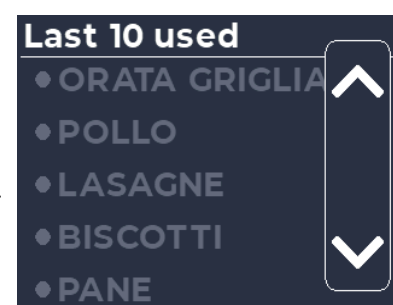 Last 10 used
• ORATA GRIGLIA
• POLLO
• LASAGNE
• BISCOTTI
• PANE